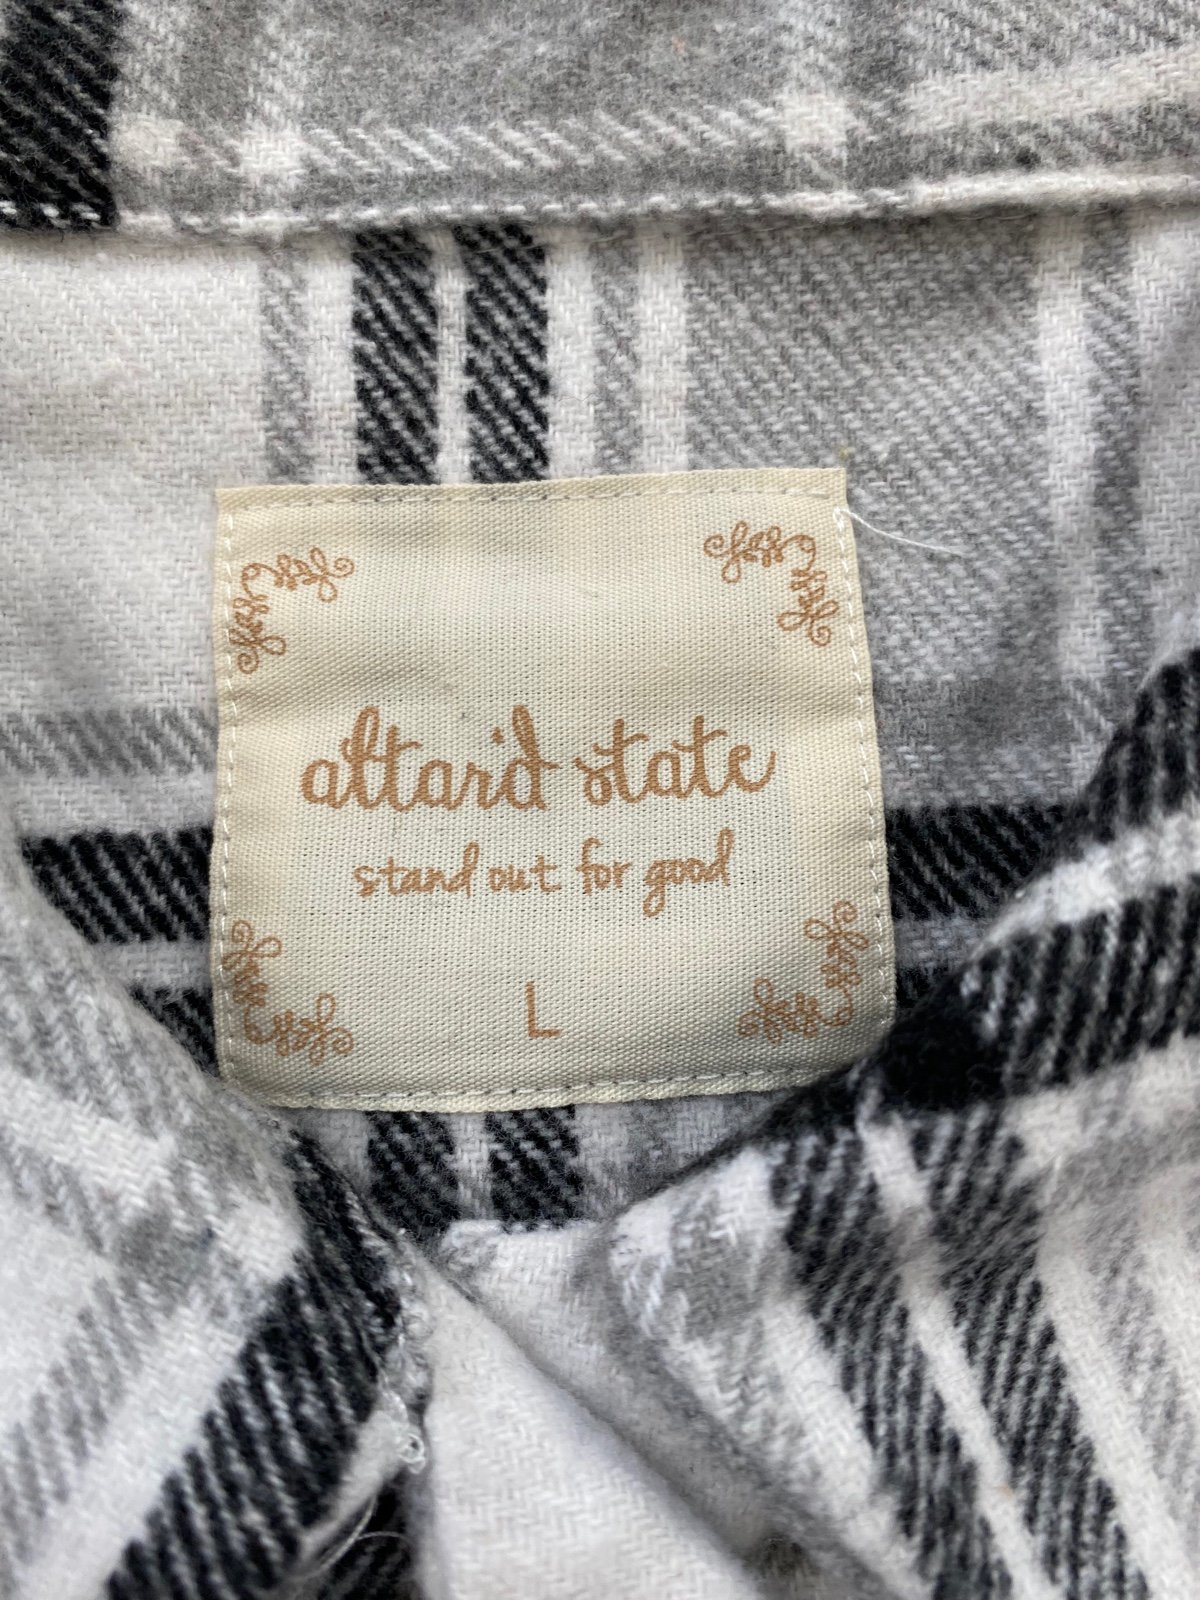 altar'd state
stand out for good
L